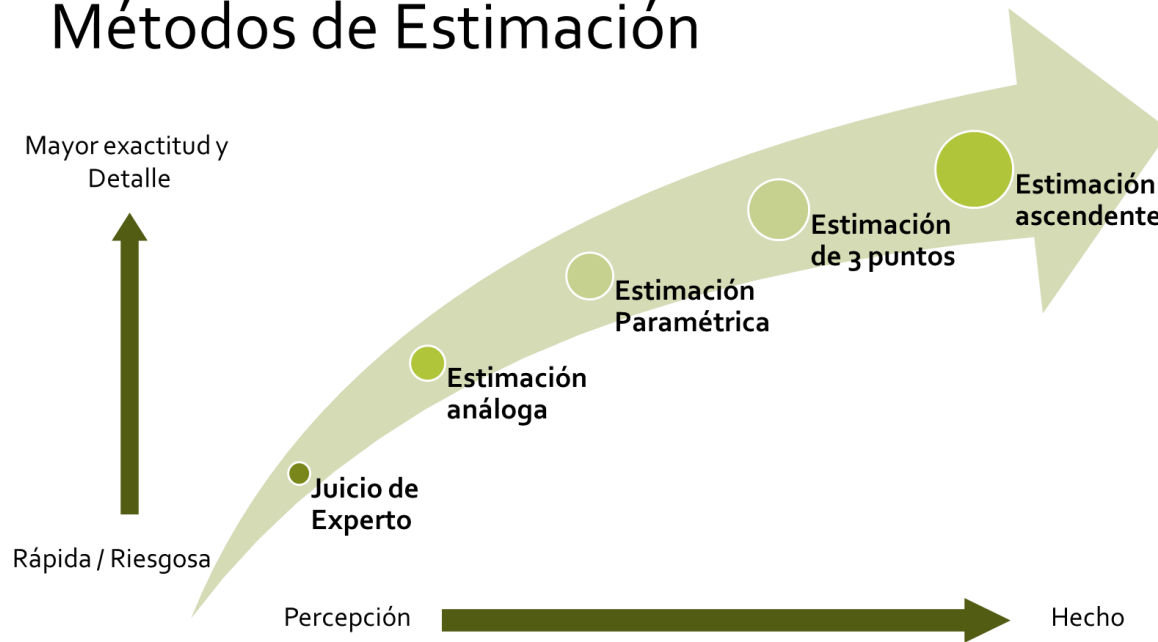 Métodos de Estimación
Mayor exactitud y
Detalle
Estimación
ascendente
Estimación
de 3 puntos
Estimación
Paramétrica
Estimación
análoga
Juicio de
Experto
Rápida / Riesgosa
Percepción
Hecho